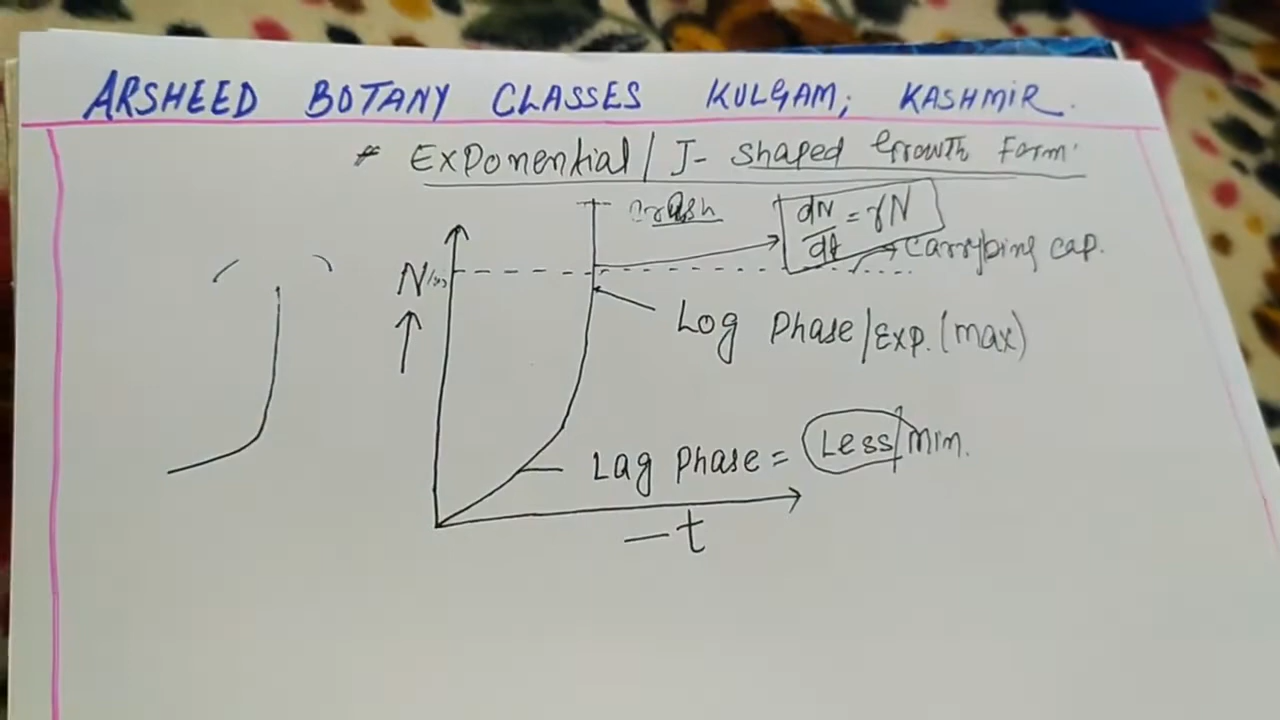 ARSHEED BOTANY CLASSES KULGAM; KASHMIR.
* Exponential / J- shaped Growth Form
Crash
dN/dt = rN
Carrybing cap.
N
Log Phase/Exp. (max)
Lag Phase = Less/min.
t